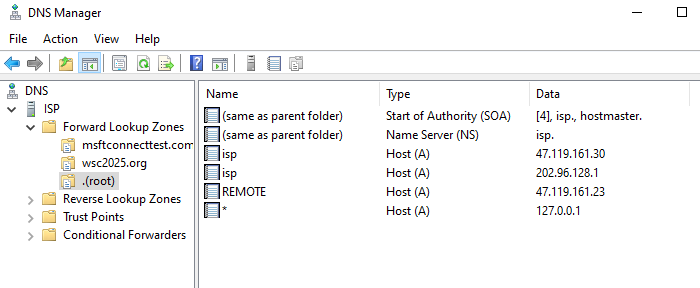 DNS Manager
File Action View Help
DNS
ISP
Forward Lookup Zones
msftconnecttest.com
wsc2025.org
.(root)
Reverse Lookup Zones
Trust Points
Conditional Forwarders
Name Type Data
(same as parent folder) Start of Authority (SOA) [4], isp., hostmaster.
(same as parent folder) Name Server (NS) isp.
isp Host (A) 47.119.161.30
isp Host (A) 202.96.128.1
REMOTE Host (A) 47.119.161.23
* Host (A) 127.0.0.1